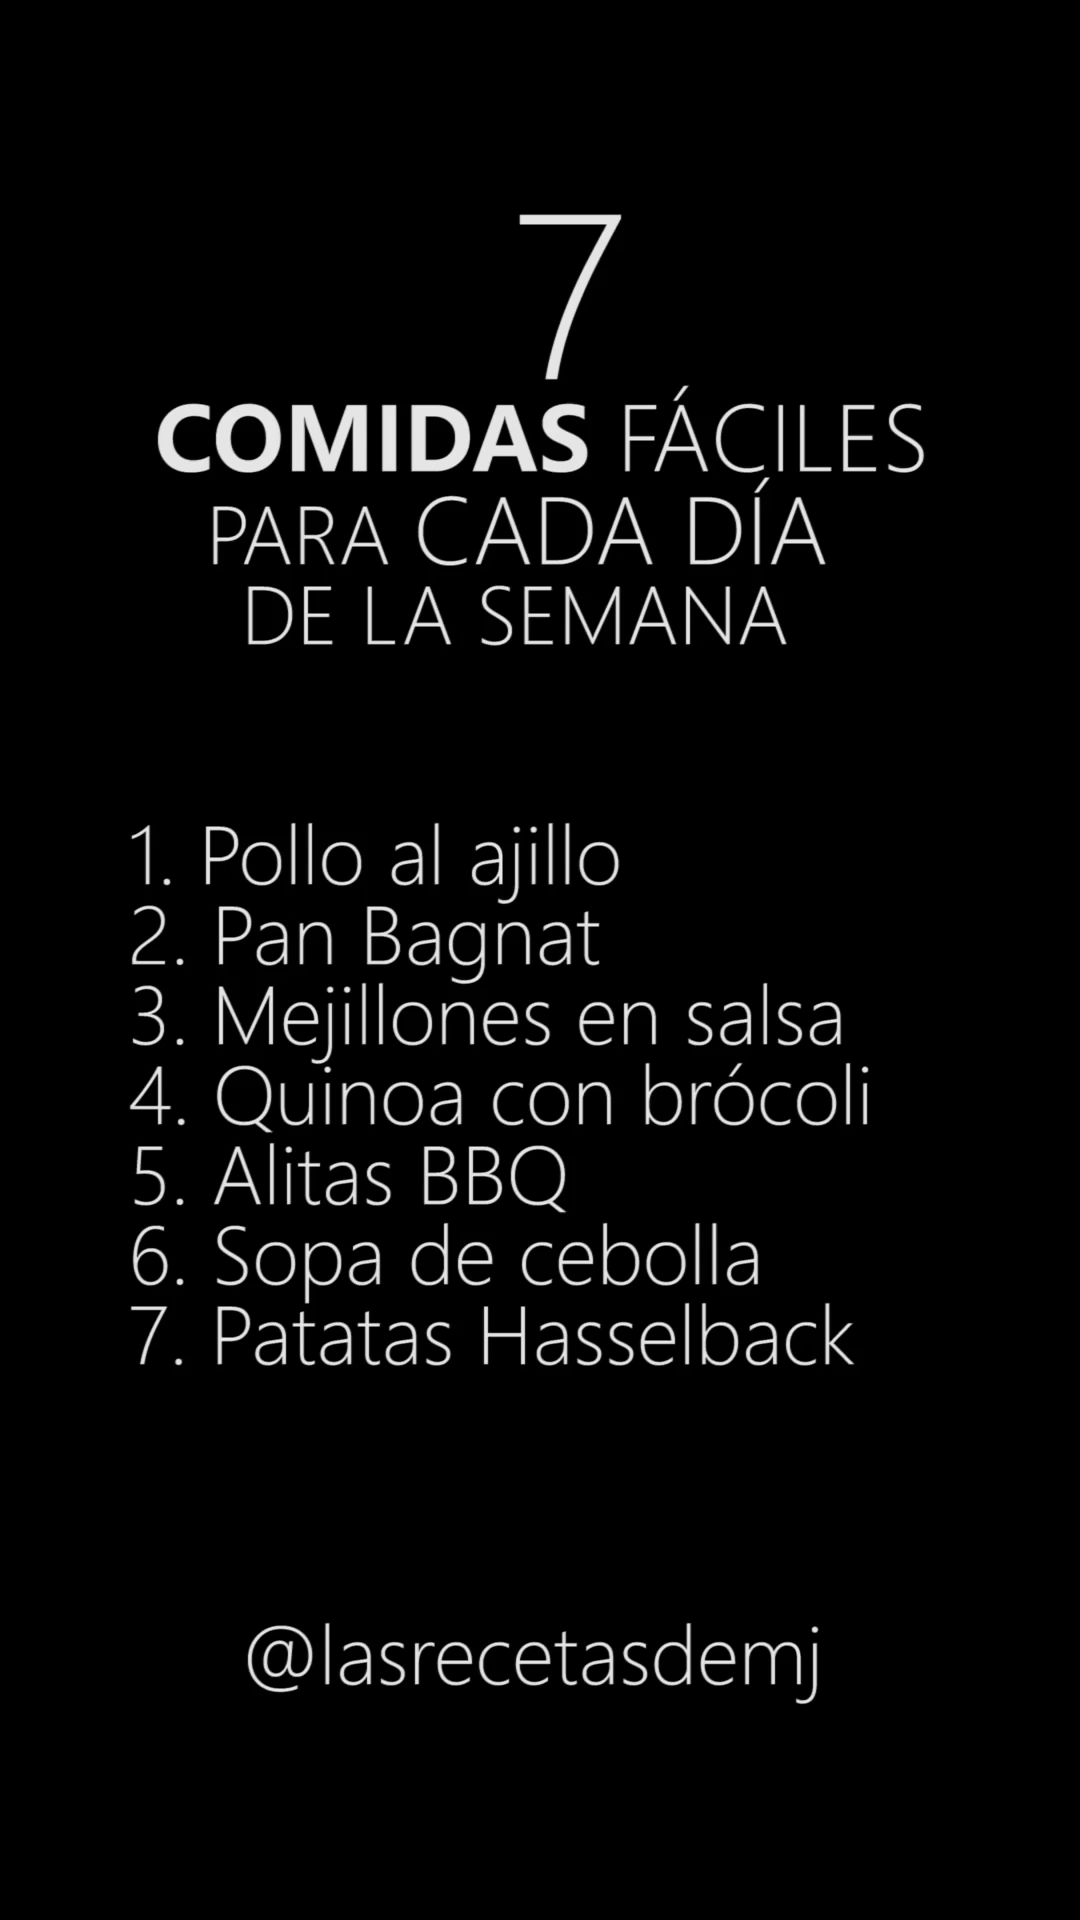 7
COMIDAS FÁCILES
PARA CADA DÍA
DE LA SEMANA
1. Pollo al ajillo
2. Pan Bagnat
3. Mejillones en salsa
4. Quinoa con brócoli
5. Alitas BBQ
6. Sopa de cebolla
7. Patatas Hasselback
@lasrecetasdemj